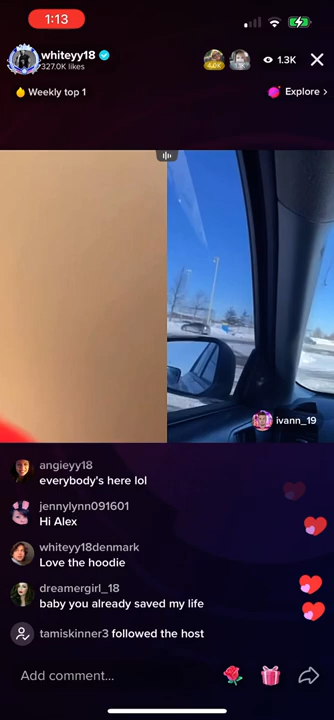 1:13
whiteyy18
327.0K likes
1.3K
Weekly top 1
Explore >
ivann_19
angieyy18
everybody's here lol
jennylynn091601
Hi Alex
whiteyy18denmark
Love the hoodie
dreamergirl_18
baby you already saved my life
tamiskinner3 followed the host
Add comment...